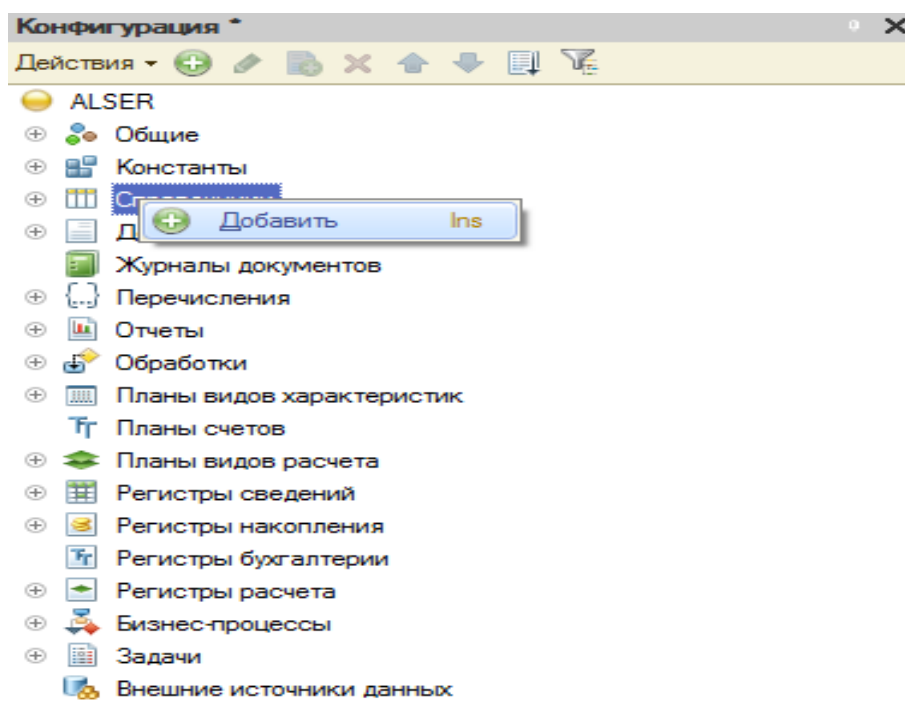 Конфигурация *
Действия
ALSER
Общие
Константы
Добавить Ins
Журналы документов
Перечисления
Отчеты
Обработки
Планы видов характеристик
Планы счетов
Планы видов расчета
Регистры сведений
Регистры накопления
Регистры бухгалтерии
Регистры расчета
Бизнес-процессы
Задачи
Внешние источники данных